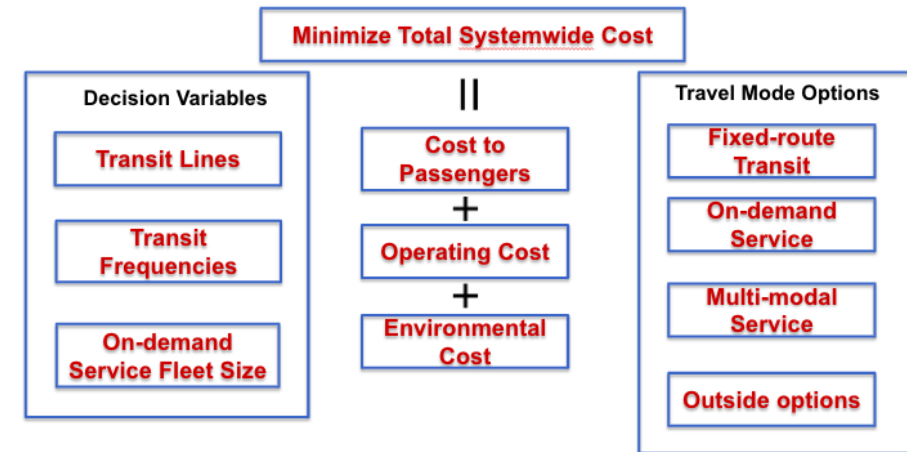 Minimize Total Systemwide Cost
=
Decision Variables
Transit Lines
Transit
Frequencies
On-demand
Service Fleet Size
Cost to
Passengers
+
Operating Cost
+
Environmental
Cost
Travel Mode Options
Fixed-route
Transit
On-demand
Service
Multi-modal
Service
Outside options